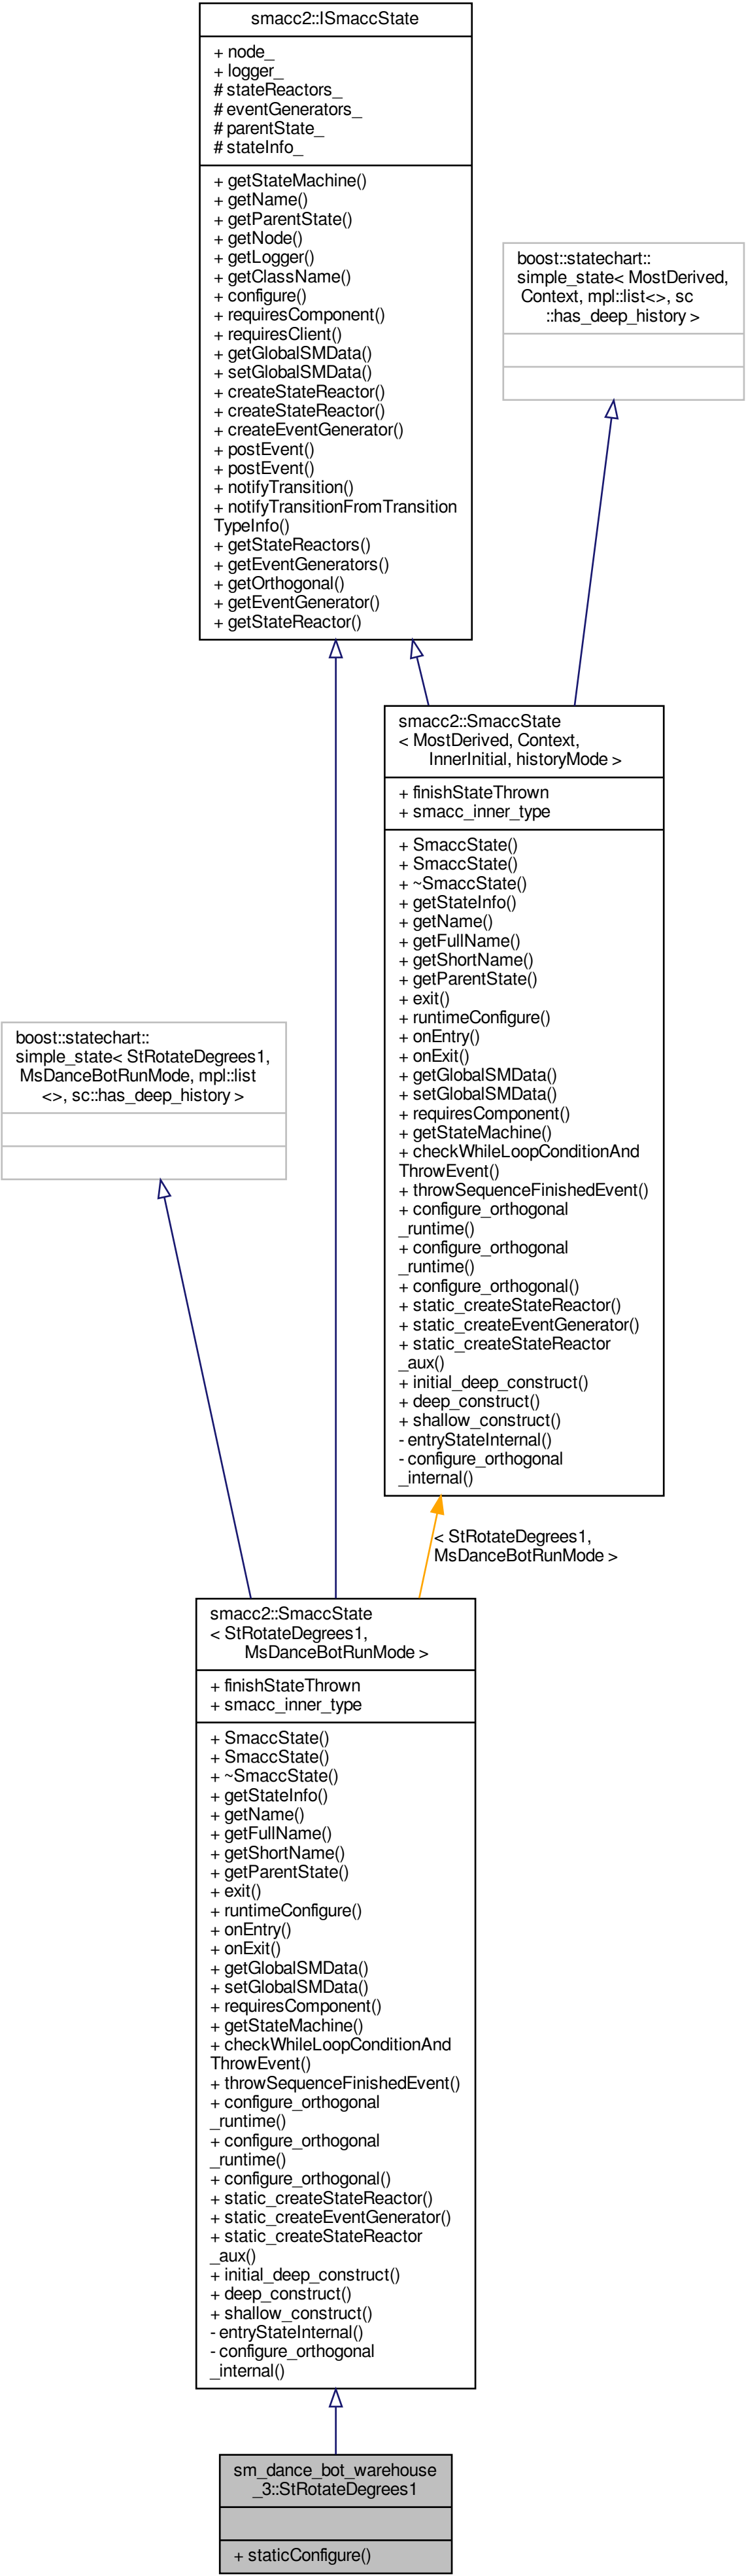 smacc2::ISmaccState
+ node_
+ logger_
# stateReactors_
# eventGenerators_
# parentState_
# stateInfo_
+ getStateMachine()
+ getName()
+ getParentState()
+ getNode()
+ getLogger()
+ getClassName()
+ configure()
+ requiresComponent()
+ requiresClient()
+ getGlobalSMData()
+ setGlobalSMData()
+ createStateReactor()
+ createStateReactor()
+ createEventGenerator()
+ postEvent()
+ postEvent()
+ notifyTransition()
+ notifyTransitionFromTransition
TypeInfo()
+ getStateReactors()
+ getEventGenerators()
+ getOrthogonal()
+ getEventGenerator()
+ getStateReactor()
boost::statechart::
simple_state< MostDerived,
Context, mpl::list<>, sc
::has_deep_history >
smacc2::SmaccState
< MostDerived, Context,
InnerInitial, historyMode >
+ finishStateThrown
+ smacc_inner_type
+ SmaccState()
+ SmaccState()
+ ~SmaccState()
+ getStateInfo()
+ getName()
+ getFullName()
+ getShortName()
+ getParentState()
+ exit()
+ runtimeConfigure()
+ onEntry()
+ onExit()
+ getGlobalSMData()
+ setGlobalSMData()
+ requiresComponent()
+ getStateMachine()
+ checkWhileLoopConditionAnd
ThrowEvent()
+ throwSequenceFinishedEvent()
+ configure_orthogonal
_runtime()
+ configure_orthogonal
_runtime()
+ configure_orthogonal()
+ static_createStateReactor()
+ static_createEventGenerator()
+ static_createStateReactor
_aux()
+ initial_deep_construct()
+ deep_construct()
+ shallow_construct()
- entryStateInternal()
- configure_orthogonal
_internal()
boost::statechart::
simple_state< StRotateDegrees1,
MsDanceBotRunMode, mpl::list
<>, sc::has_deep_history >
< StRotateDegrees1,
MsDanceBotRunMode >
smacc2::SmaccState
< StRotateDegrees1,
MsDanceBotRunMode >
+ finishStateThrown
+ smacc_inner_type
+ SmaccState()
+ SmaccState()
+ ~SmaccState()
+ getStateInfo()
+ getName()
+ getFullName()
+ getShortName()
+ getParentState()
+ exit()
+ runtimeConfigure()
+ onEntry()
+ onExit()
+ getGlobalSMData()
+ setGlobalSMData()
+ requiresComponent()
+ getStateMachine()
+ checkWhileLoopConditionAnd
ThrowEvent()
+ throwSequenceFinishedEvent()
+ configure_orthogonal
_runtime()
+ configure_orthogonal
_runtime()
+ configure_orthogonal()
+ static_createStateReactor()
+ static_createEventGenerator()
+ static_createStateReactor
_aux()
+ initial_deep_construct()
+ deep_construct()
+ shallow_construct()
- entryStateInternal()
- configure_orthogonal
_internal()
sm_dance_bot_warehouse
_3::StRotateDegrees1
+ staticConfigure()